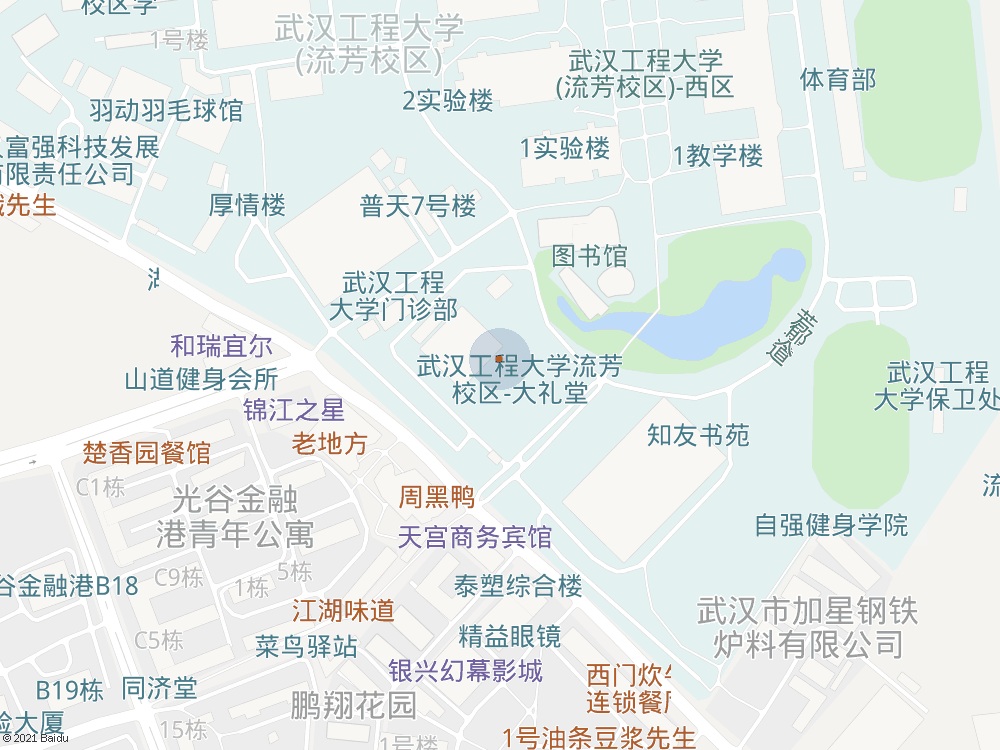 校区学
1号楼
武汉工程大学
(流芳校区)
武汉工程大学
(流芳校区)-西区
体育部
2实验楼
羽动羽毛球馆
富强科技发展
有限责任公司
1实验楼
1教学楼
先生
厚情楼
普天7号楼
图书馆
武汉工程
大学门诊部
和瑞宜尔
山道健身会所
武汉工程大学流芳
校区-大礼堂
武汉工程
大学保卫处
锦江之星
老地方
知友书苑
楚香园餐馆
C1栋
光谷金融
港青年公寓
周黑鸭
天宫商务宾馆
自强健身学院
流
C9栋
5栋
1栋
谷金融港B18
泰塑综合楼
江湖味道
武汉市加星钢铁
炉料有限公司
C5栋
菜鸟驿站
精益眼镜
银兴幻幕影城
B19栋
同济堂
西门炊
连锁餐厅
鹏翔花园
验大厦
15栋
1号楼
1号油条豆浆先生
© 2021 Baidu